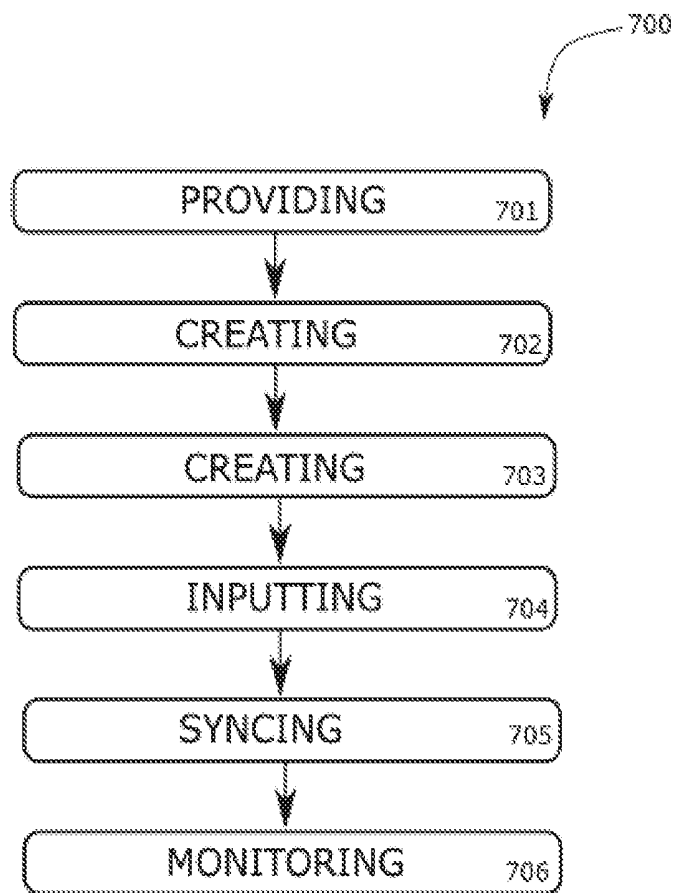 700
PROVIDING 701
CREATING 702
CREATING 703
INPUTTING 704
SYNCING 705
MONITORING 706